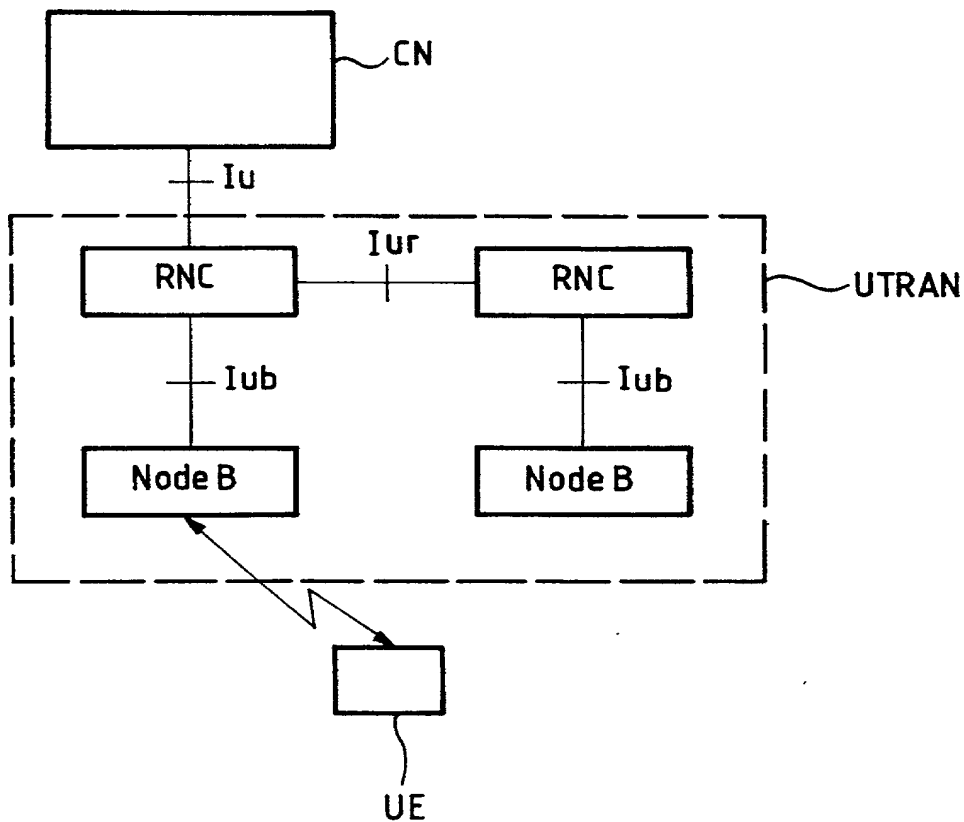 CN
Iu
Iur
RNC
RNC
UTRAN
Iub
Iub
Node B
Node B
UE